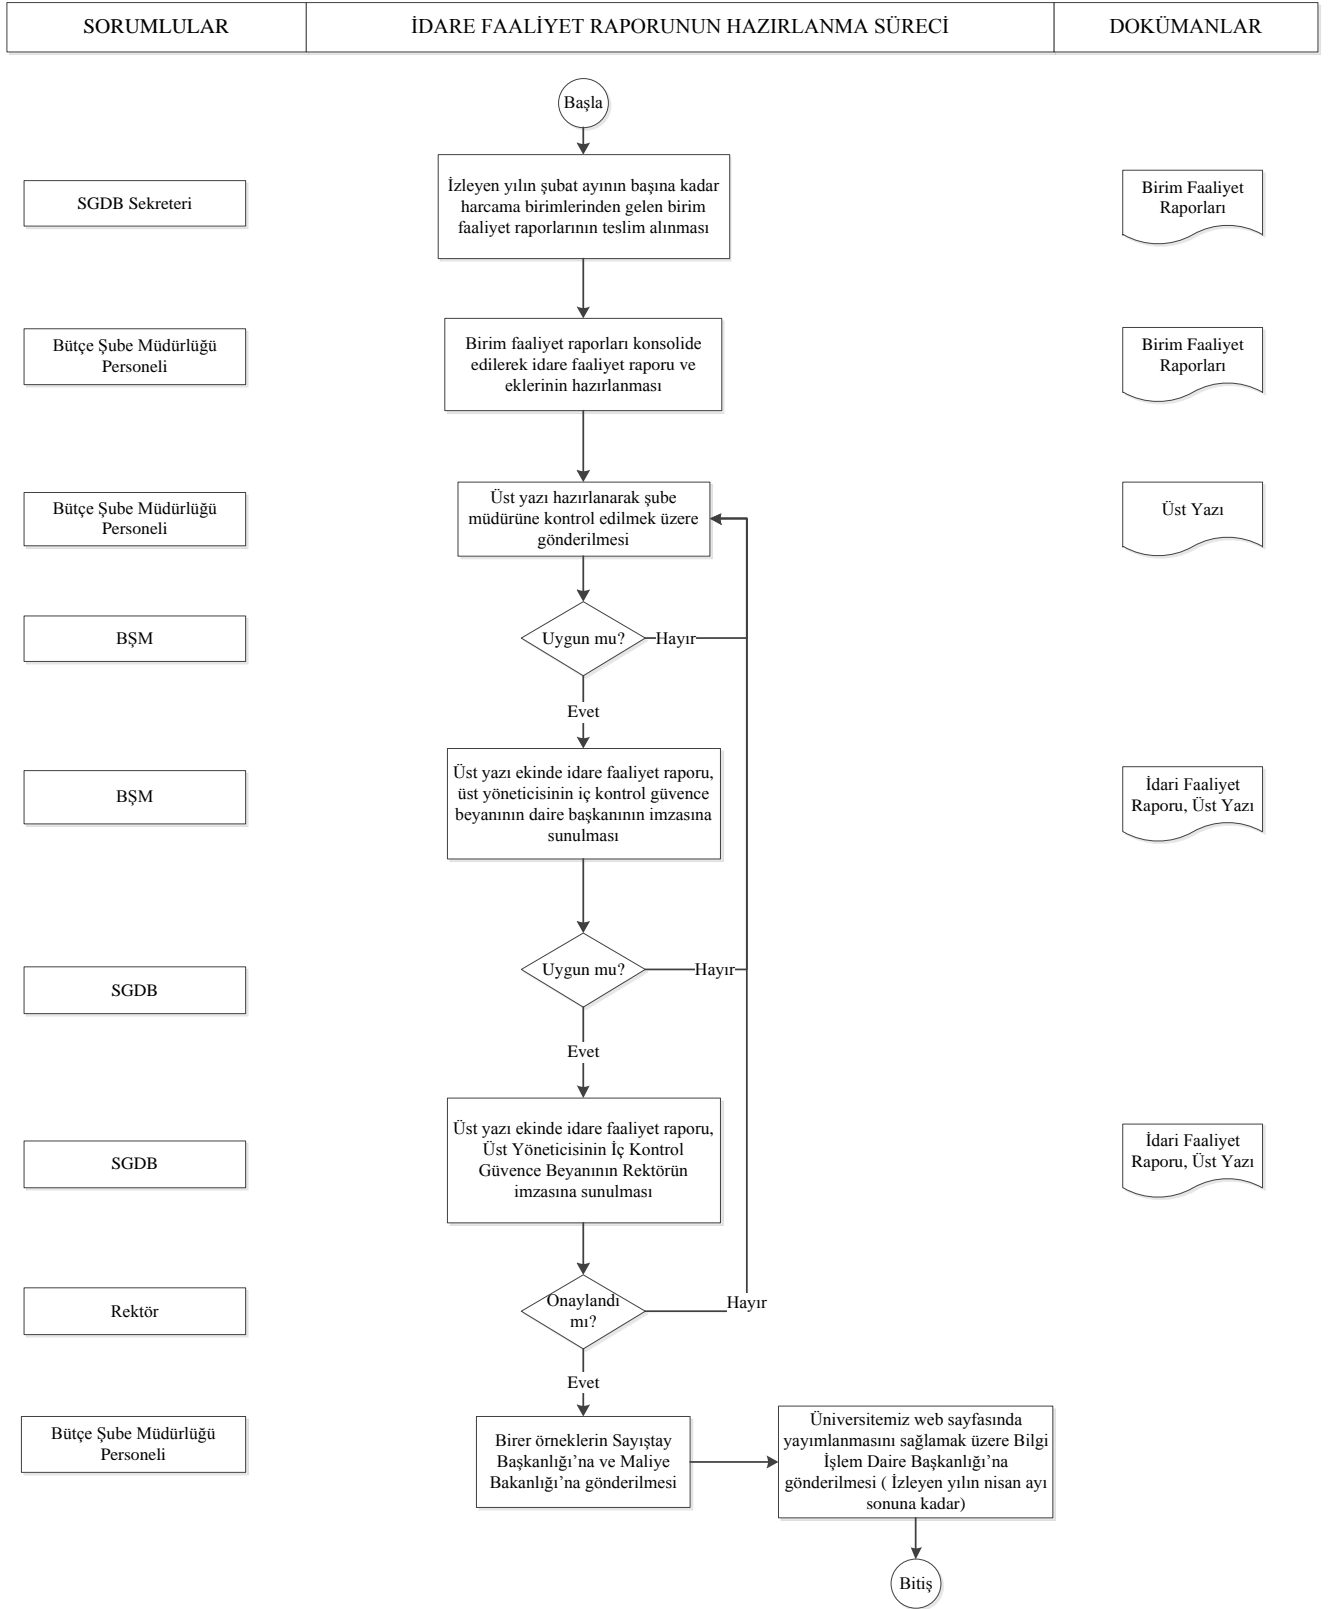 SORUMLULAR
İDARE FAALİYET RAPORUNUN HAZIRLANMA SÜRECİ
DOKÜMANLAR
Başla
SGDB Sekreteri
İzleyen yılın şubat ayının başına kadar
harcama birimlerinden gelen birim
faaliyet raporlarının teslim alınması
Birim Faaliyet
Raporları
Bütçe Şube Müdürlüğü
Personeli
Birim faaliyet raporları konsolide
edilerek idare faaliyet raporu ve
eklerinin hazırlanması
Birim Faaliyet
Raporları
Bütçe Şube Müdürlüğü
Personeli
Üst yazı hazırlanarak şube
müdürüne kontrol edilmek üzere
gönderilmesi
Üst Yazı
BŞM
Uygun mu?
Hayır
Evet
BŞM
Üst yazı ekinde idare faaliyet raporu,
üst yöneticisinin iç kontrol güvence
beyanının daire başkanının imzasına
sunulması
İdari Faaliyet
Raporu, Üst Yazı
SGDB
Uygun mu?
Hayır
Evet
SGDB
Üst yazı ekinde idare faaliyet raporu,
Üst Yöneticisinin İç Kontrol
Güvence Beyanının Rektörün
imzasına sunulması
İdari Faaliyet
Raporu, Üst Yazı
Rektör
Onaylandı
mı?
Hayır
Evet
Bütçe Şube Müdürlüğü
Personeli
Birer örneklerin Sayıştay
Başkanlığı’na ve Maliye
Bakanlığı’na gönderilmesi
Üniversitemiz web sayfasında
yayımlanmasını sağlamak üzere Bilgi
İşlem Daire Başkanlığı’na
gönderilmesi ( İzleyen yılın nisan ayı
sonuna kadar)
Bitiş